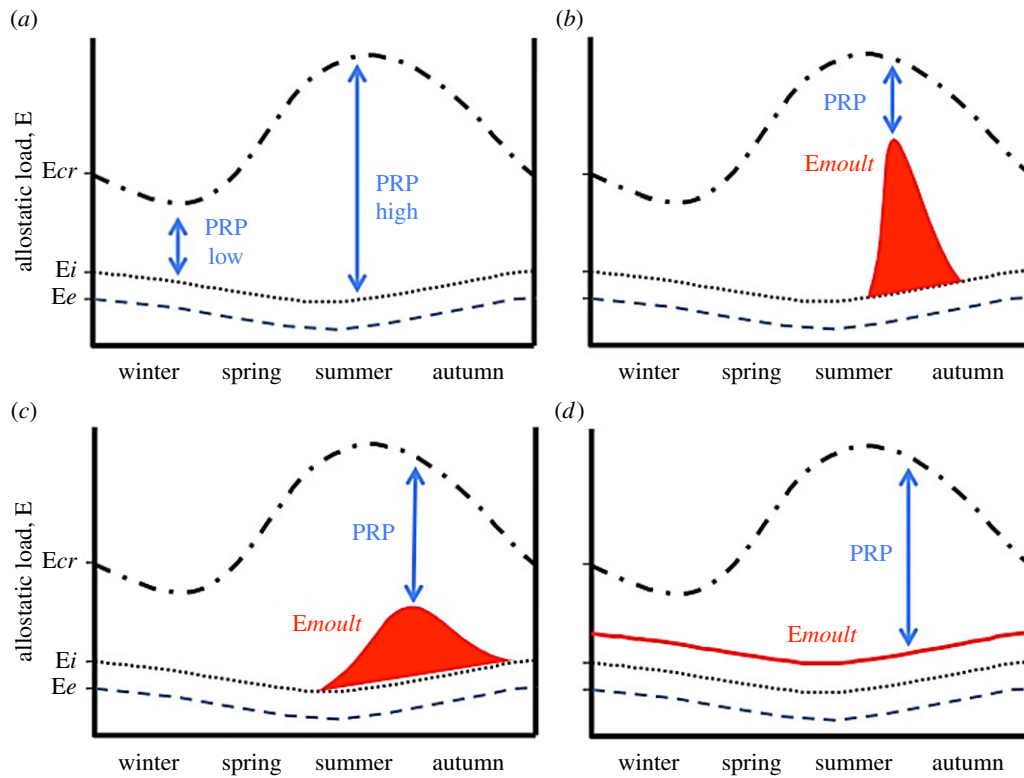 (a)
allostatic load, E
Ecr
Ei
Ee
PRP
low
PRP
high
winter spring summer autumn
(b)
PRP
Emoult
winter spring summer autumn
(c)
allostatic load, E
Ecr
Ei
Ee
PRP
Emoult
winter spring summer autumn
(d)
PRP
Emoult
winter spring summer autumn